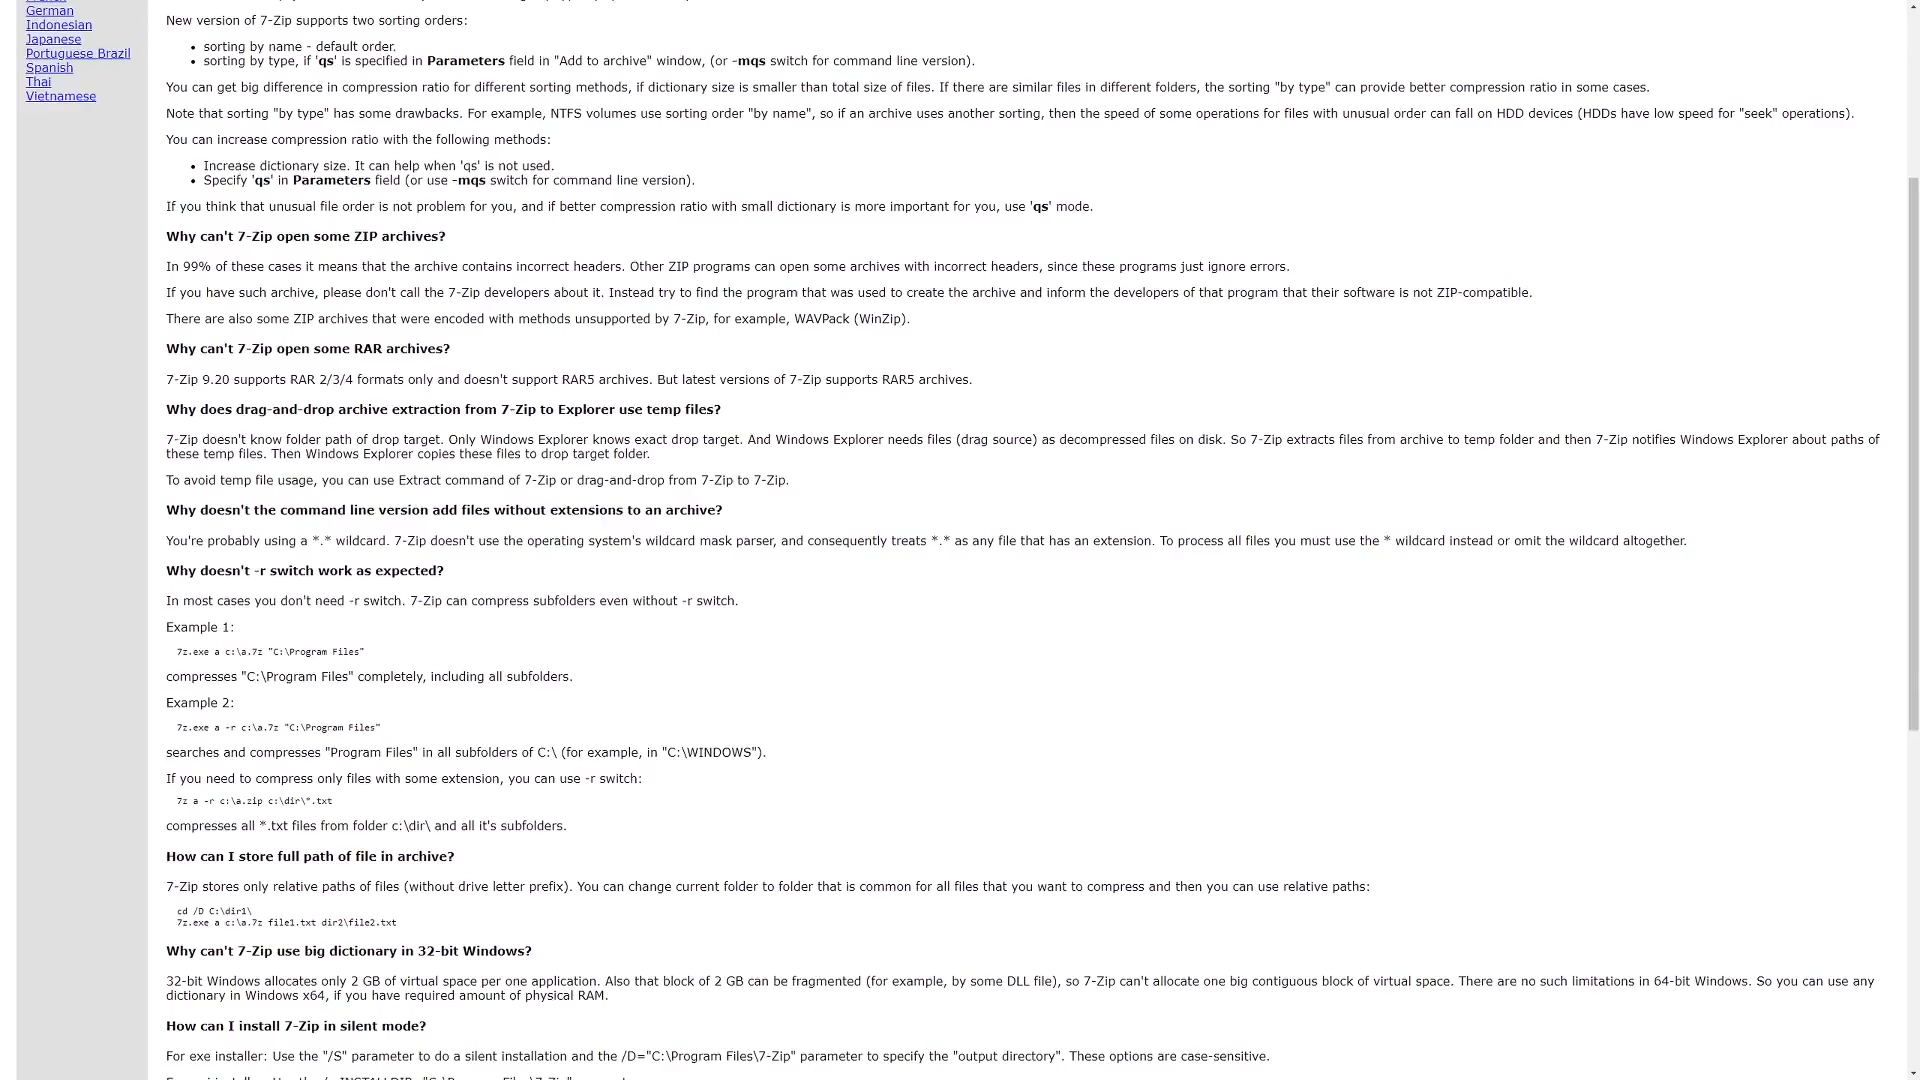 German
Indonesian
Japanese
Portuguese Brazil
Spanish
Thai
Vietnamese
New version of 7-Zip supports two sorting orders:
• sorting by name - default order.
• sorting by type, if 'qs' is specified in Parameters field in "Add to archive" window, (or -mqs switch for command line version).
You can get big difference in compression ratio for different sorting methods, if dictionary size is smaller than total size of files. If there are similar files in different folders, the sorting "by type" can provide better compression ratio in some cases.
Note that sorting "by type" has some drawbacks. For example, NTFS volumes use sorting order "by name", so if an archive uses another sorting, then the speed of some operations for files with unusual order can fall on HDD devices (HDDs have low speed for "seek" operations).
You can increase compression ratio with the following methods:
• Increase dictionary size. It can help when 'qs' is not used.
• Specify 'qs' in Parameters field (or use -mqs switch for command line version).
If you think that unusual file order is not problem for you, and if better compression ratio with small dictionary is more important for you, use 'qs' mode.
Why can't 7-Zip open some ZIP archives?
In 99% of these cases it means that the archive contains incorrect headers. Other ZIP programs can open some archives with incorrect headers, since these programs just ignore errors.
If you have such archive, please don't call the 7-Zip developers about it. Instead try to find the program that was used to create the archive and inform the developers of that program that their software is not ZIP-compatible.
There are also some ZIP archives that were encoded with methods unsupported by 7-Zip, for example, WAVPack (WinZip).
Why can't 7-Zip open some RAR archives?
7-Zip 9.20 supports RAR 2/3/4 formats only and doesn't support RAR5 archives. But latest versions of 7-Zip supports RAR5 archives.
Why does drag-and-drop archive extraction from 7-Zip to Explorer use temp files?
7-Zip doesn't know folder path of drop target. Only Windows Explorer knows exact drop target. And Windows Explorer needs files (drag source) as decompressed files on disk. So 7-Zip extracts files from archive to temp folder and then 7-Zip notifies Windows Explorer about paths of
these temp files. Then Windows Explorer copies these files to drop target folder.
To avoid temp file usage, you can use Extract command of 7-Zip or drag-and-drop from 7-Zip to 7-Zip.
Why doesn't the command line version add files without extensions to an archive?
You're probably using a *.* wildcard. 7-Zip doesn't use the operating system's wildcard mask parser, and consequently treats *.* as any file that has an extension. To process all files you must use the * wildcard instead or omit the wildcard altogether.
Why doesn't -r switch work as expected?
In most cases you don't need -r switch. 7-Zip can compress subfolders even without -r switch.
Example 1:
7z.exe a c:\a.7z "C:\Program Files"
compresses "C:\Program Files" completely, including all subfolders.
Example 2:
7z.exe a -r c:\a.7z "C:\Program Files"
searches and compresses "Program Files" in all subfolders of C:\ (for example, in "C:\WINDOWS").
If you need to compress only files with some extension, you can use -r switch:
7z a -r c:\a.zip c:\dir\*.txt
compresses all *.txt files from folder c:\dir\ and all it's subfolders.
How can I store full path of file in archive?
7-Zip stores only relative paths of files (without drive letter prefix). You can change current folder to folder that is common for all files that you want to compress and then you can use relative paths:
cd /D C:\dir1\
7z.exe a c:\a.7z file1.txt dir2\file2.txt
Why can't 7-Zip use big dictionary in 32-bit Windows?
32-bit Windows allocates only 2 GB of virtual space per one application. Also that block of 2 GB can be fragmented (for example, by some DLL file), so 7-Zip can't allocate one big contiguous block of virtual space. There are no such limitations in 64-bit Windows. So you can use any
dictionary in Windows x64, if you have required amount of physical RAM.
How can I install 7-Zip in silent mode?
For exe installer: Use the "/S" parameter to do a silent installation and the /D="C:\Program Files\7-Zip" parameter to specify the "output directory". These options are case-sensitive.